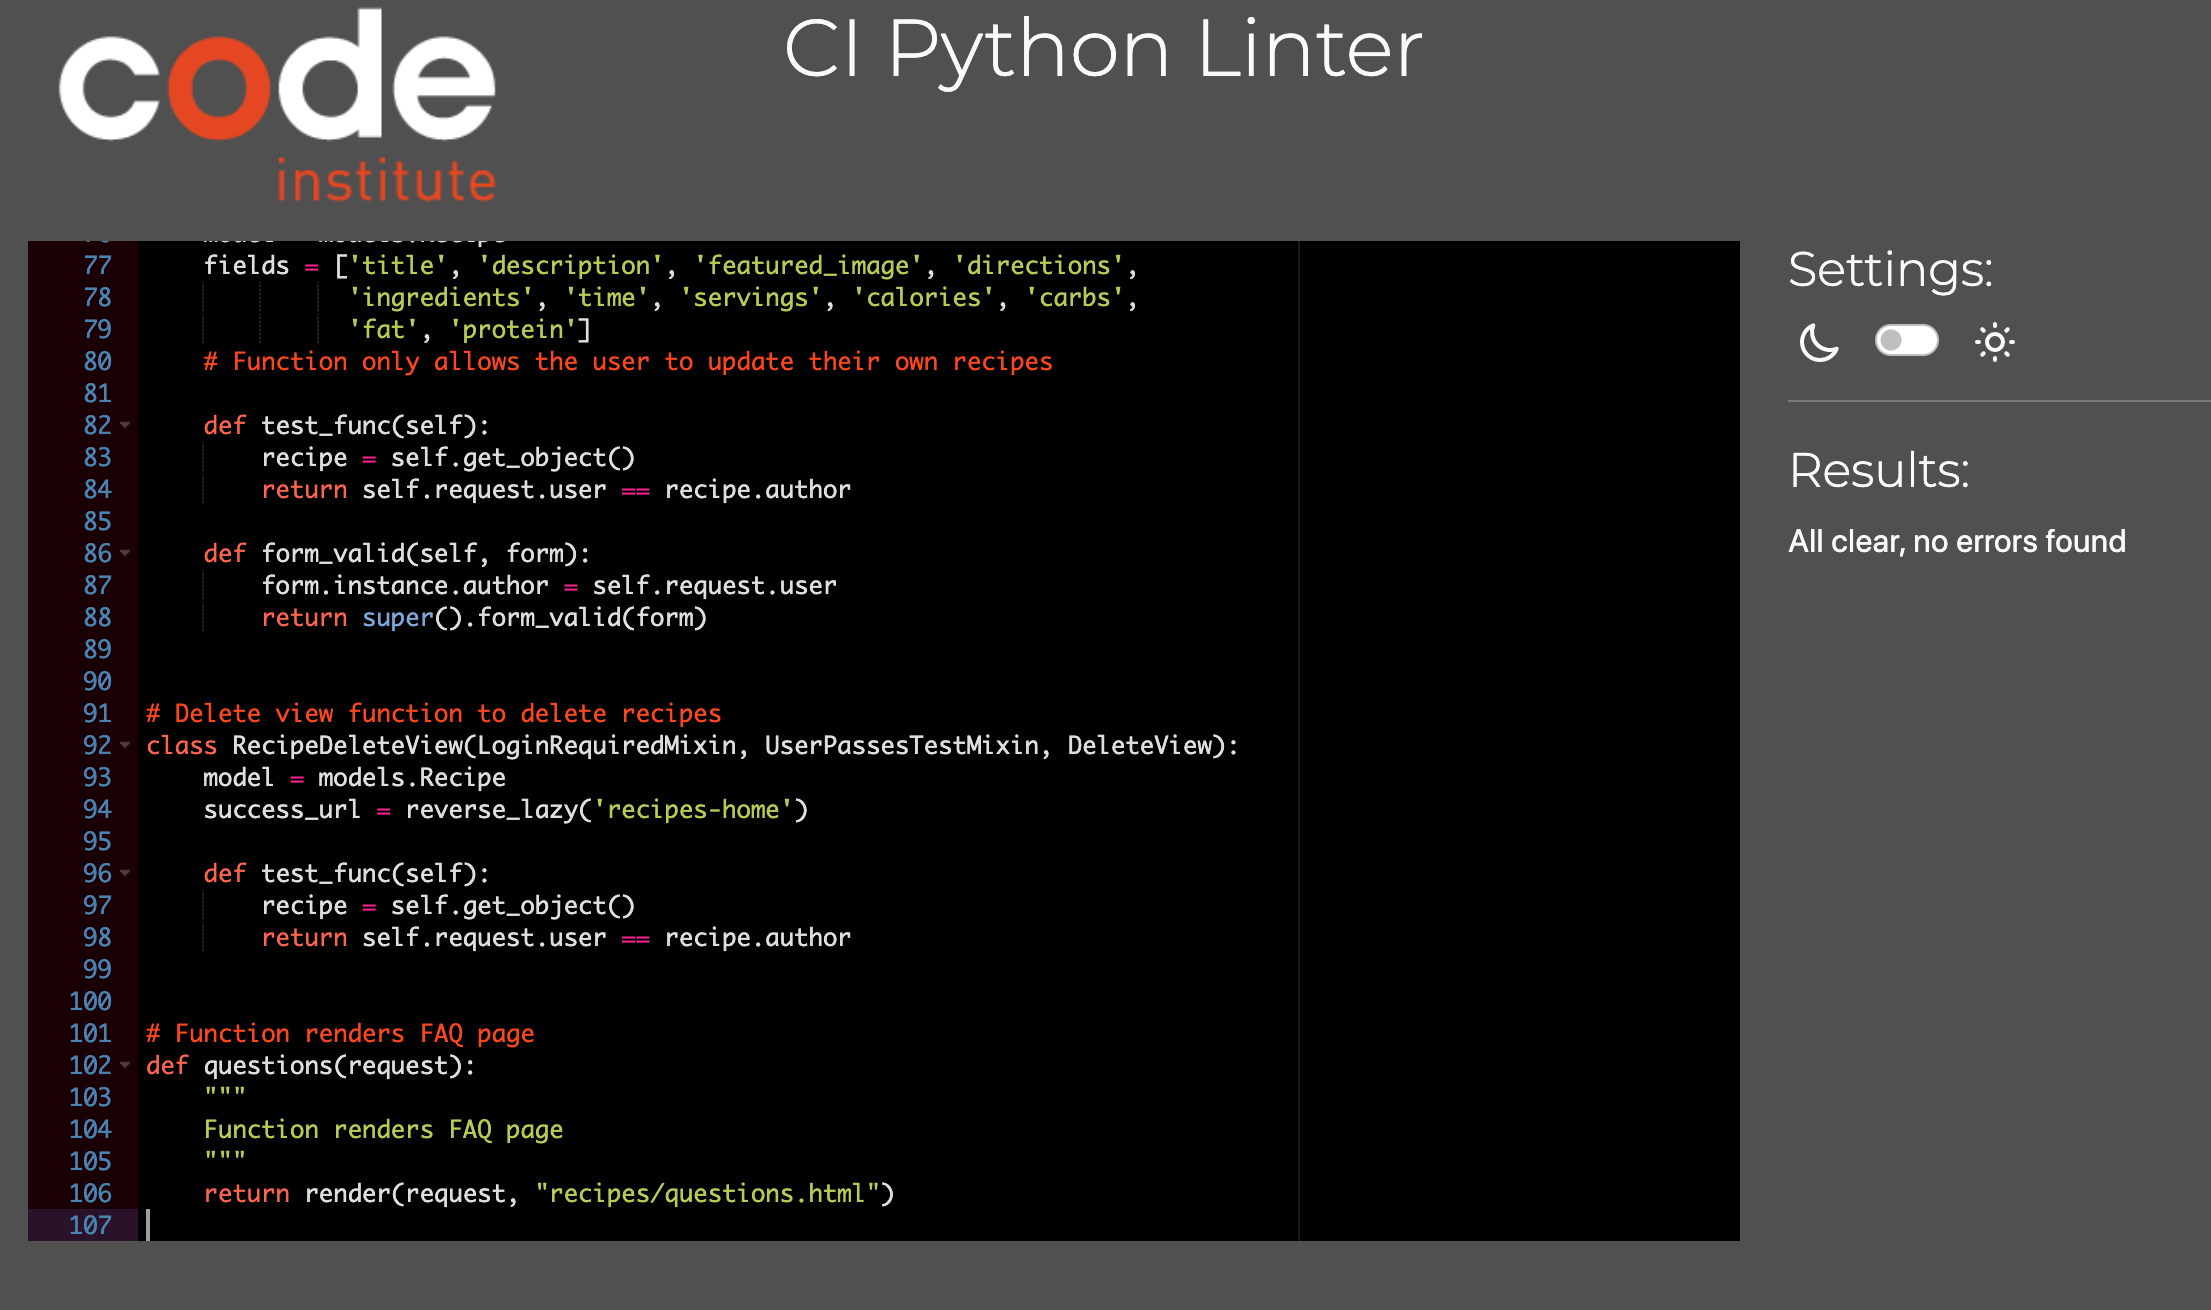 code
institute
CI Python Linter
77 fields = ['title', 'description', 'featured_image', 'directions',
78 'ingredients', 'time', 'servings', 'calories', 'carbs',
79 'fat', 'protein']
80 # Function only allows the user to update their own recipes
81
82 def test_func(self):
83 recipe = self.get_object()
84 return self.request.user == recipe.author
85
86 def form_valid(self, form):
87 form.instance.author = self.request.user
88 return super().form_valid(form)
89
90
91 # Delete view function to delete recipes
92 class RecipeDeleteView(LoginRequiredMixin, UserPassesTestMixin, DeleteView):
93 model = models.Recipe
94 success_url = reverse_lazy('recipes-home')
95
96 def test_func(self):
97 recipe = self.get_object()
98 return self.request.user == recipe.author
99
100
101 # Function renders FAQ page
102 def questions(request):
103 """
104 Function renders FAQ page
105 """
106 return render(request, "recipes/questions.html")
107
Settings:
Results:
All clear, no errors found